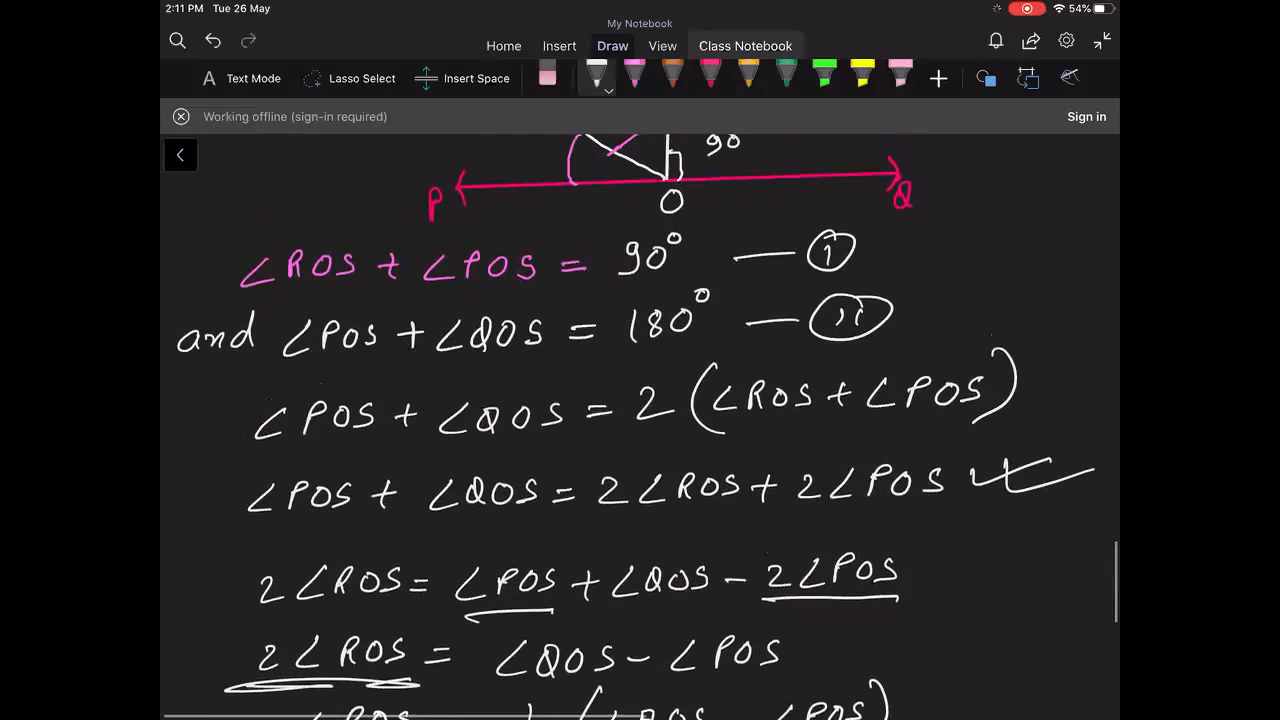 2:11 PM Tue 26 May
54%
My Notebook
Home Insert Draw View Class Notebook
Text Mode Lasso Select Insert Space
Working offline (sign-in required) Sign in
90
P O Q
∠ROS + ∠POS = 90° — (i)
and ∠POS + ∠QOS = 180° — (ii)
∠POS + ∠QOS = 2 (∠ROS + ∠POS)
∠POS + ∠QOS = 2∠ROS + 2∠POS
2∠ROS = ∠POS + ∠QOS - 2∠POS
2∠ROS = ∠QOS - ∠POS